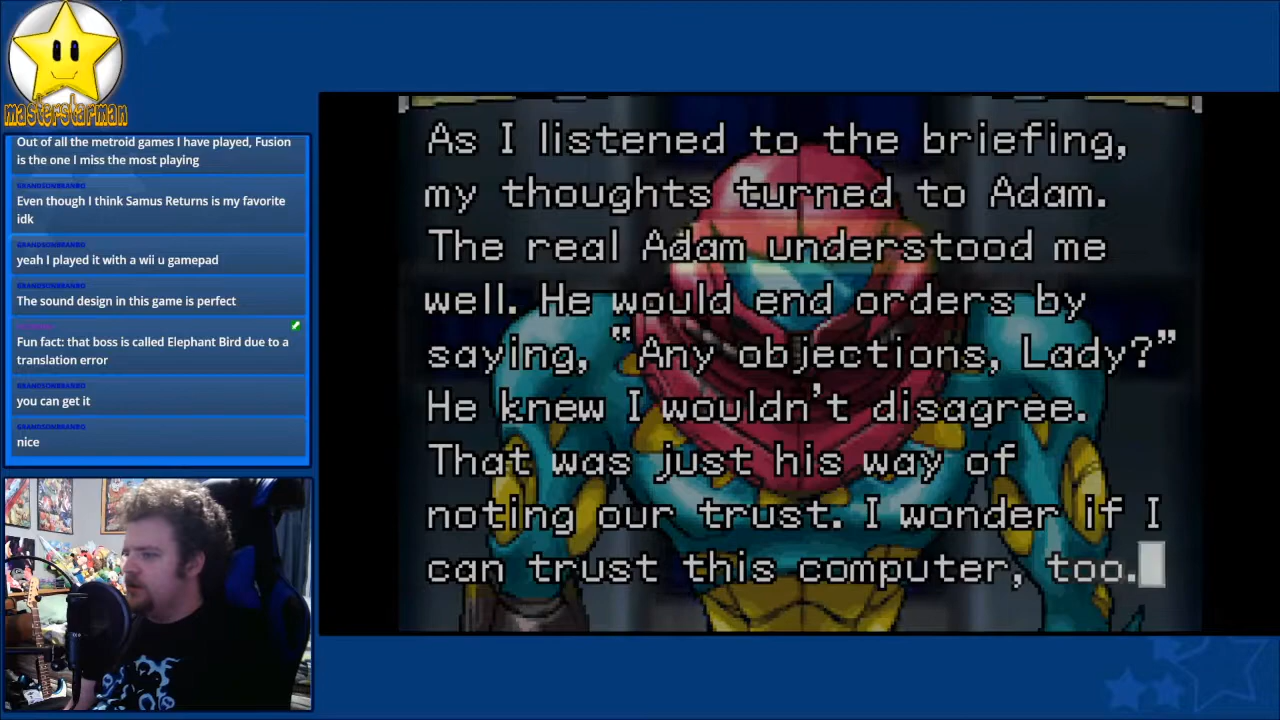 masterstarman
Out of all the metroid games I have played, Fusion
is the one I miss the most playing
GRANDSONBRANRO
Even though I think Samus Returns is my favorite
idk
GRANDSONBRANRO
yeah I played it with a wii u gamepad
GRANDSONBRANRO
The sound design in this game is perfect
Fun fact: that boss is called Elephant Bird due to a
translation error
GRANDSONBRANRO
you can get it
GRANDSONBRANRO
nice
As I listened to the briefing,
my thoughts turned to Adam.
The real Adam understood me
well. He would end orders by
saying, “Any objections, Lady?”
He knew I wouldn't disagree.
That was just his way of
noting our trust. I wonder if I
can trust this computer, too.